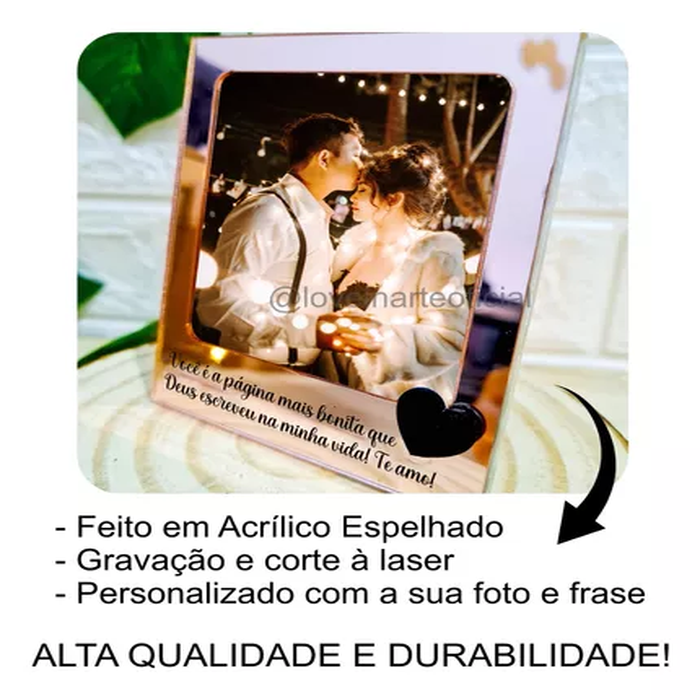 @lovemarteoficial
Você é a página mais bonita que
Deus escreveu na minha vida! Te amo!
- Feito em Acrílico Espelhado
- Gravação e corte à laser
- Personalizado com a sua foto e frase
ALTA QUALIDADE E DURABILIDADE!